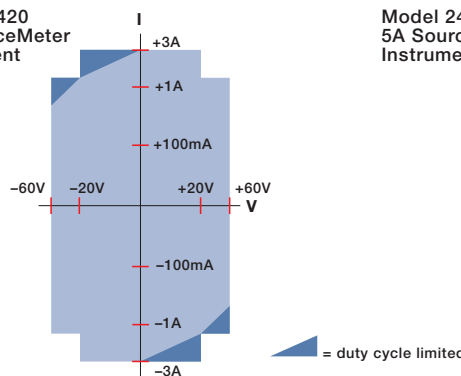 420
ceMeter
ent
Model 24
5A Sourc
Instrume
I
+3A
+1A
+100mA
−60V
−20V
+20V
+60V
V
−100mA
−1A
−3A
= duty cycle limited